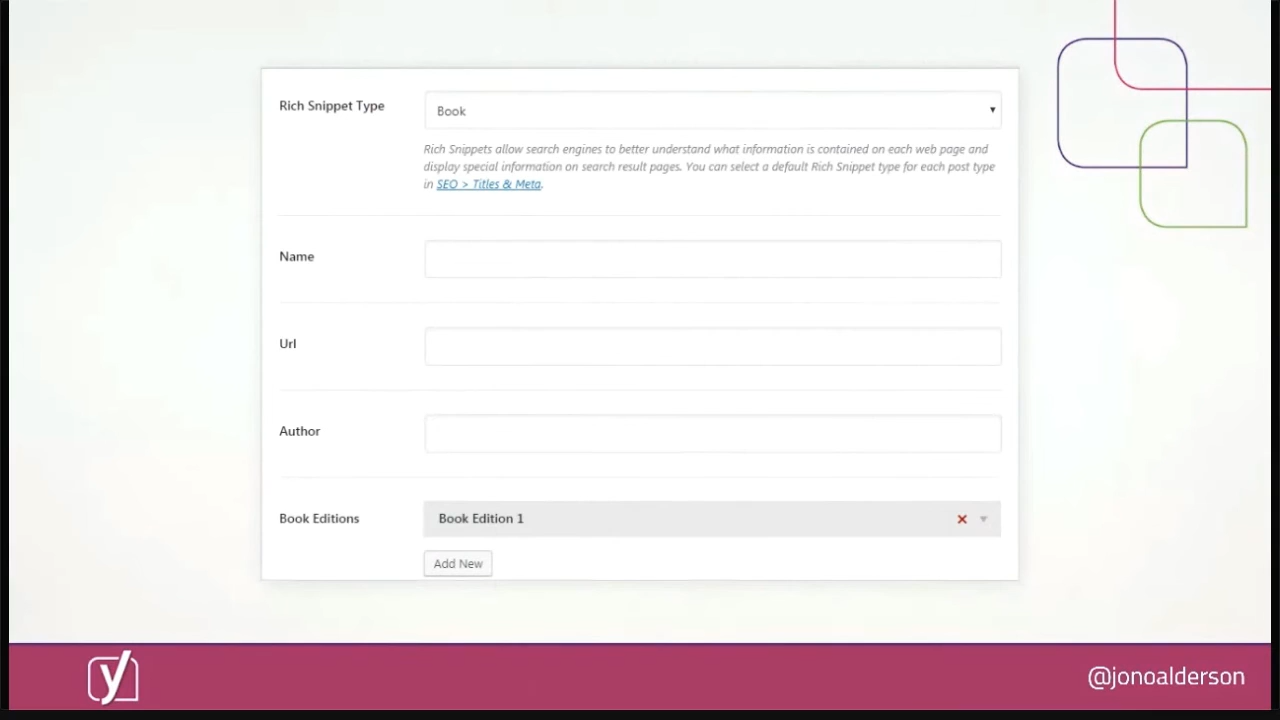 Rich Snippet Type
Book
Rich Snippets allow search engines to better understand what information is contained on each web page and
display special information on search result pages. You can select a default Rich Snippet type for each post type
in SEO > Titles & Meta.
Name
Url
Author
Book Editions
Book Edition 1
Add New
y
@jonoalderson